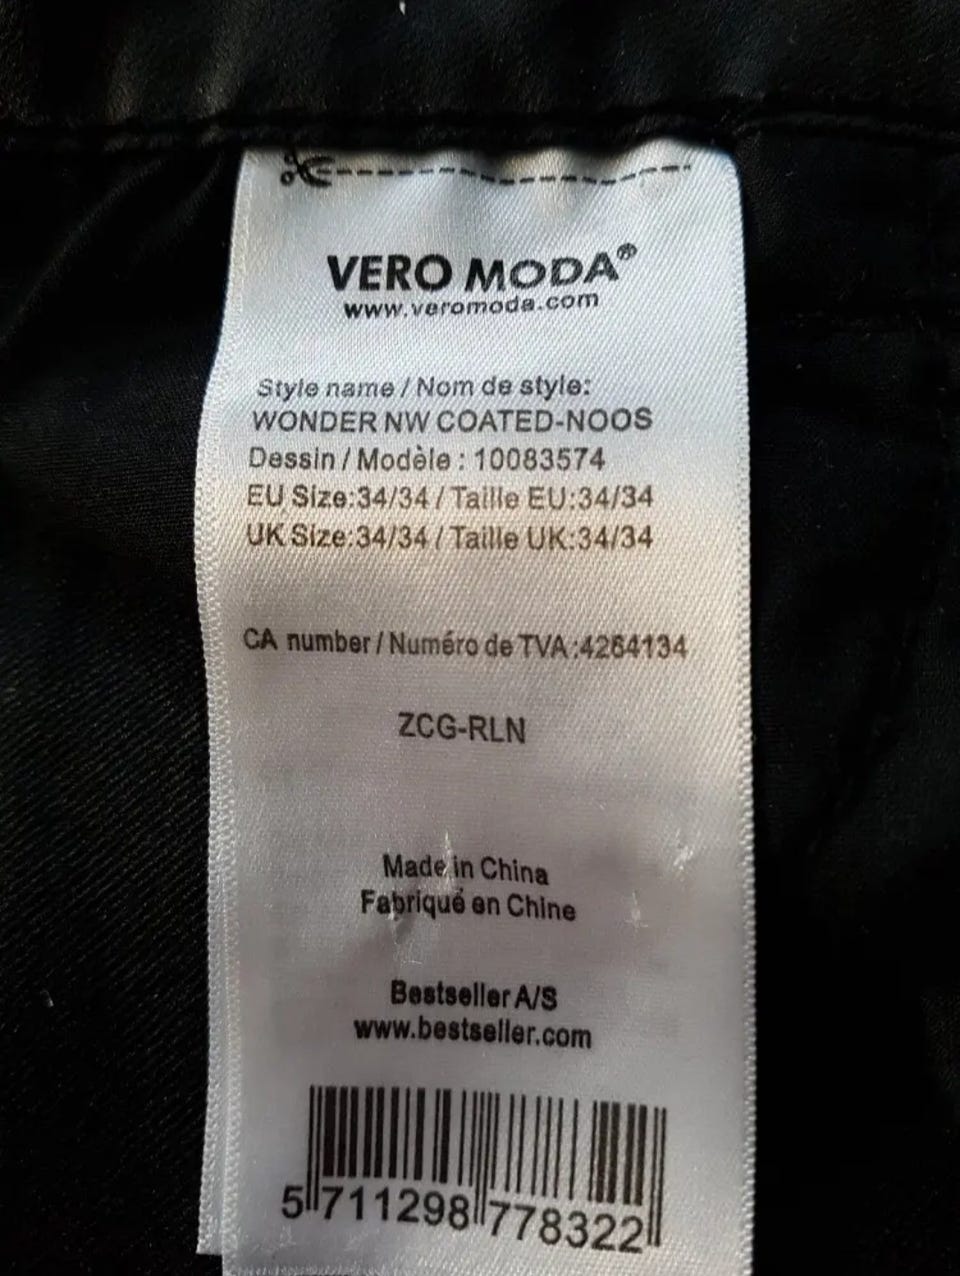 VERO MODA®
www.veromoda.com
Style name / Nom de style:
WONDER NW COATED-NOOS
Dessin / Modèle : 10083574
EU Size:34/34 / Taille EU:34/34
UK Size:34/34 / Taille UK:34/34
CA number / Numéro de TVA :4264134
ZCG-RLN
Made in China
Fabriqué en Chine
Bestseller A/S
www.bestseller.com
5 711298 778322